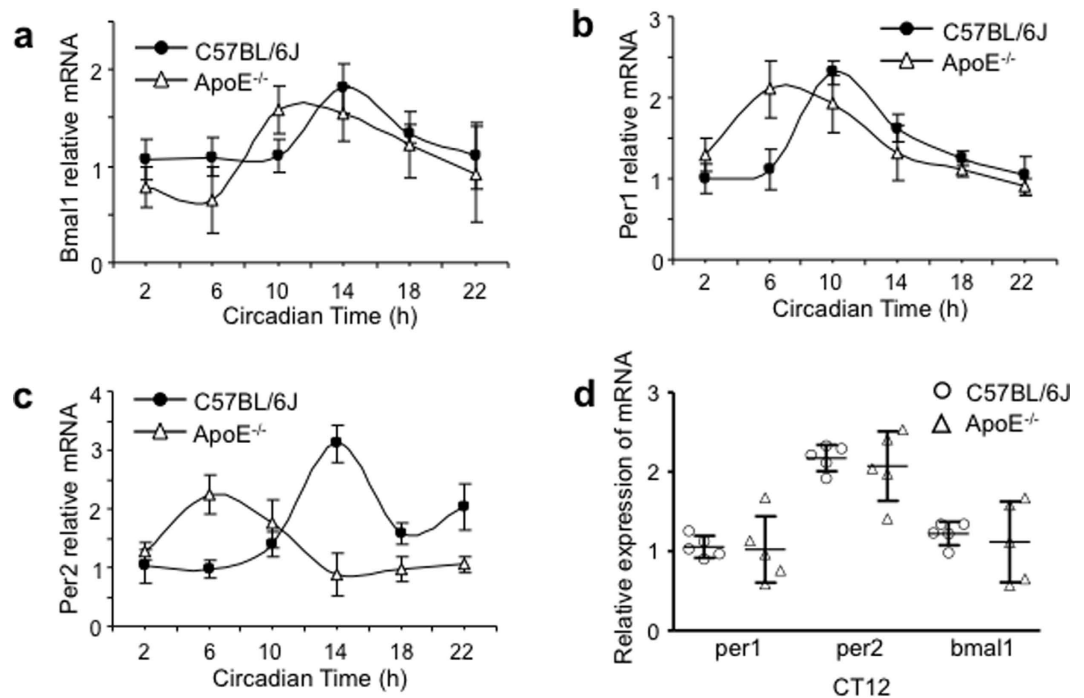 a
C57BL/6J
ApoE-/-
Bmal1 relative mRNA
2
1
0
2 6 10 14 18 22
Circadian Time (h)
b
C57BL/6J
ApoE-/-
Per1 relative mRNA
3
2
1
0
2 6 10 14 18 22
Circadian Time (h)
c
C57BL/6J
ApoE-/-
Per2 relative mRNA
4
3
2
1
0
2 6 10 14 18 22
Circadian Time (h)
d
C57BL/6J
ApoE-/-
Relative expression of mRNA
3
2
1
0
per1 per2 bmal1
CT12